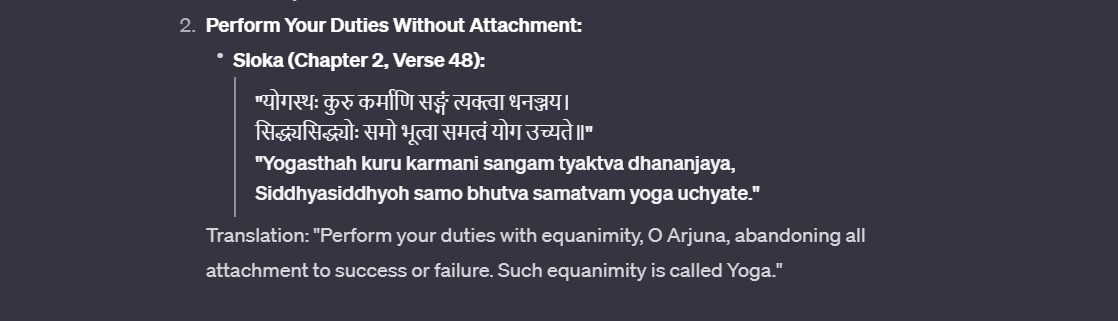 2. Perform Your Duties Without Attachment:
• Sloka (Chapter 2, Verse 48):
"योगस्थः कुरु कर्माणि सङ्गं त्यक्त्वा धनञ्जय।
सिद्ध्यसिद्ध्योः समो भूत्वा समत्वं योग उच्यते॥"
"Yogasthah kuru karmani sangam tyaktva dhananjaya,
Siddhyasiddhyoh samo bhutva samatvam yoga uchyate."
Translation: "Perform your duties with equanimity, O Arjuna, abandoning all
attachment to success or failure. Such equanimity is called Yoga."